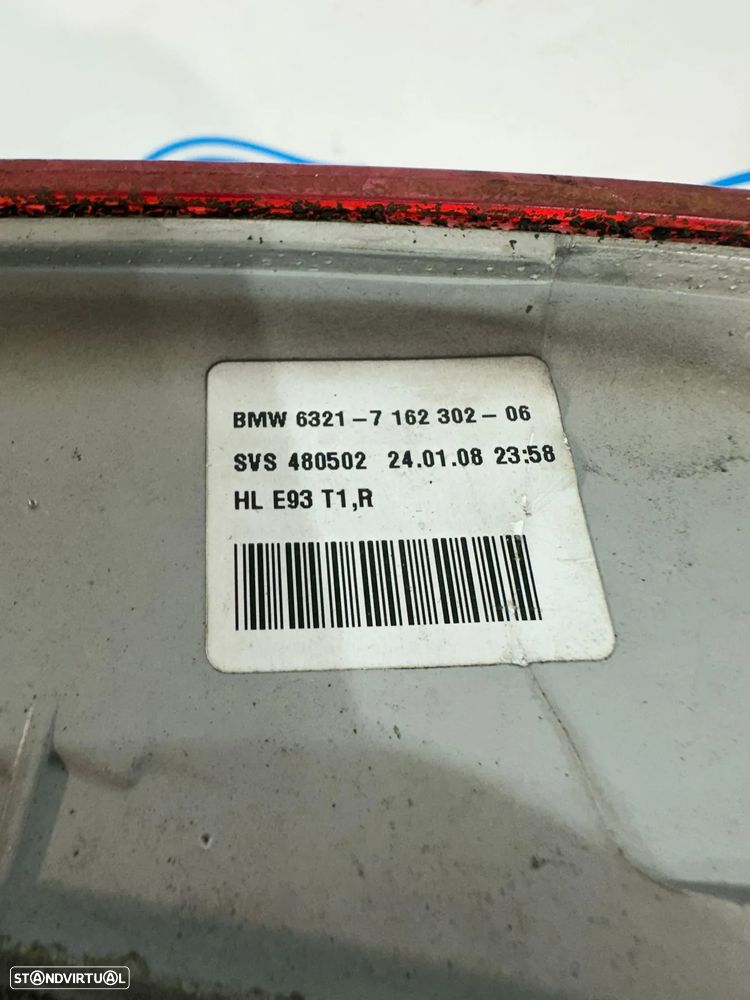 BMW 6321-7 162 302-06
SVS 480502 24.01.08 23:58
HL E93 T1,R
STANDVIRTUAL